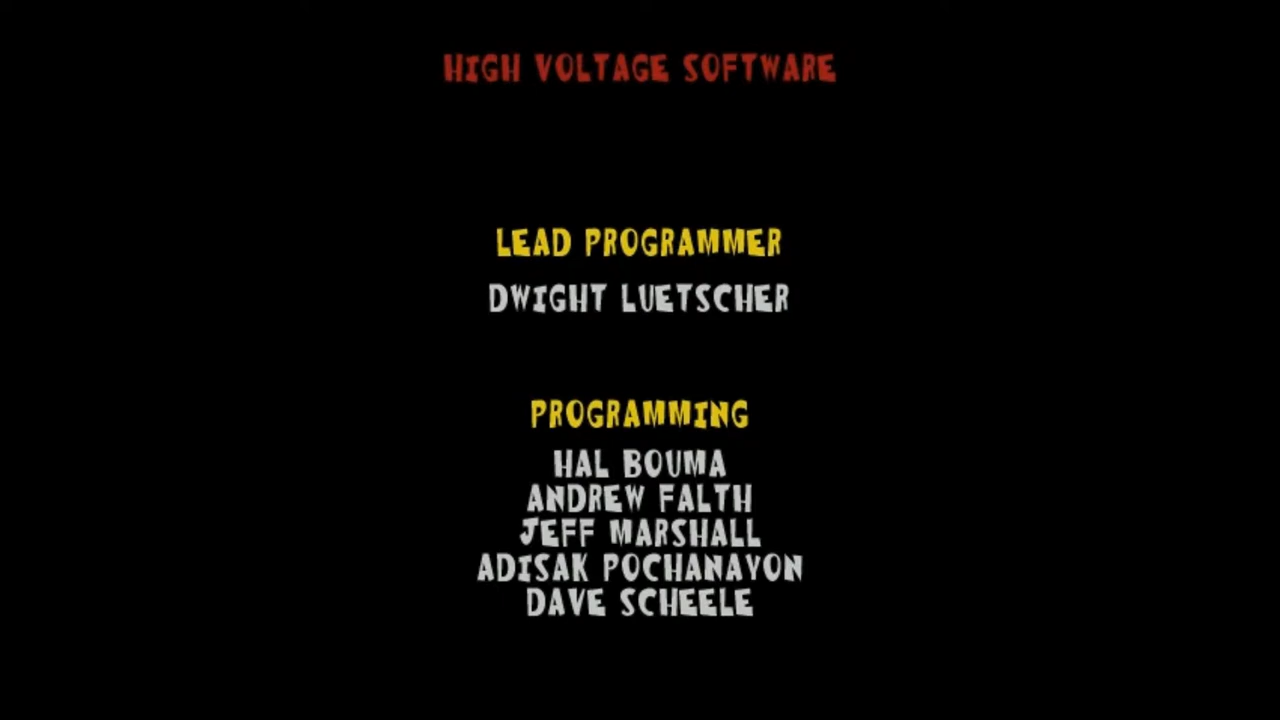 HIGH VOLTAGE SOFTWARE
LEAD PROGRAMMER
DWIGHT LUETSCHER
PROGRAMMING
HAL BOUMA
ANDREW FALTH
JEFF MARSHALL
ADISAK POCHANAYON
DAVE SCHEELE